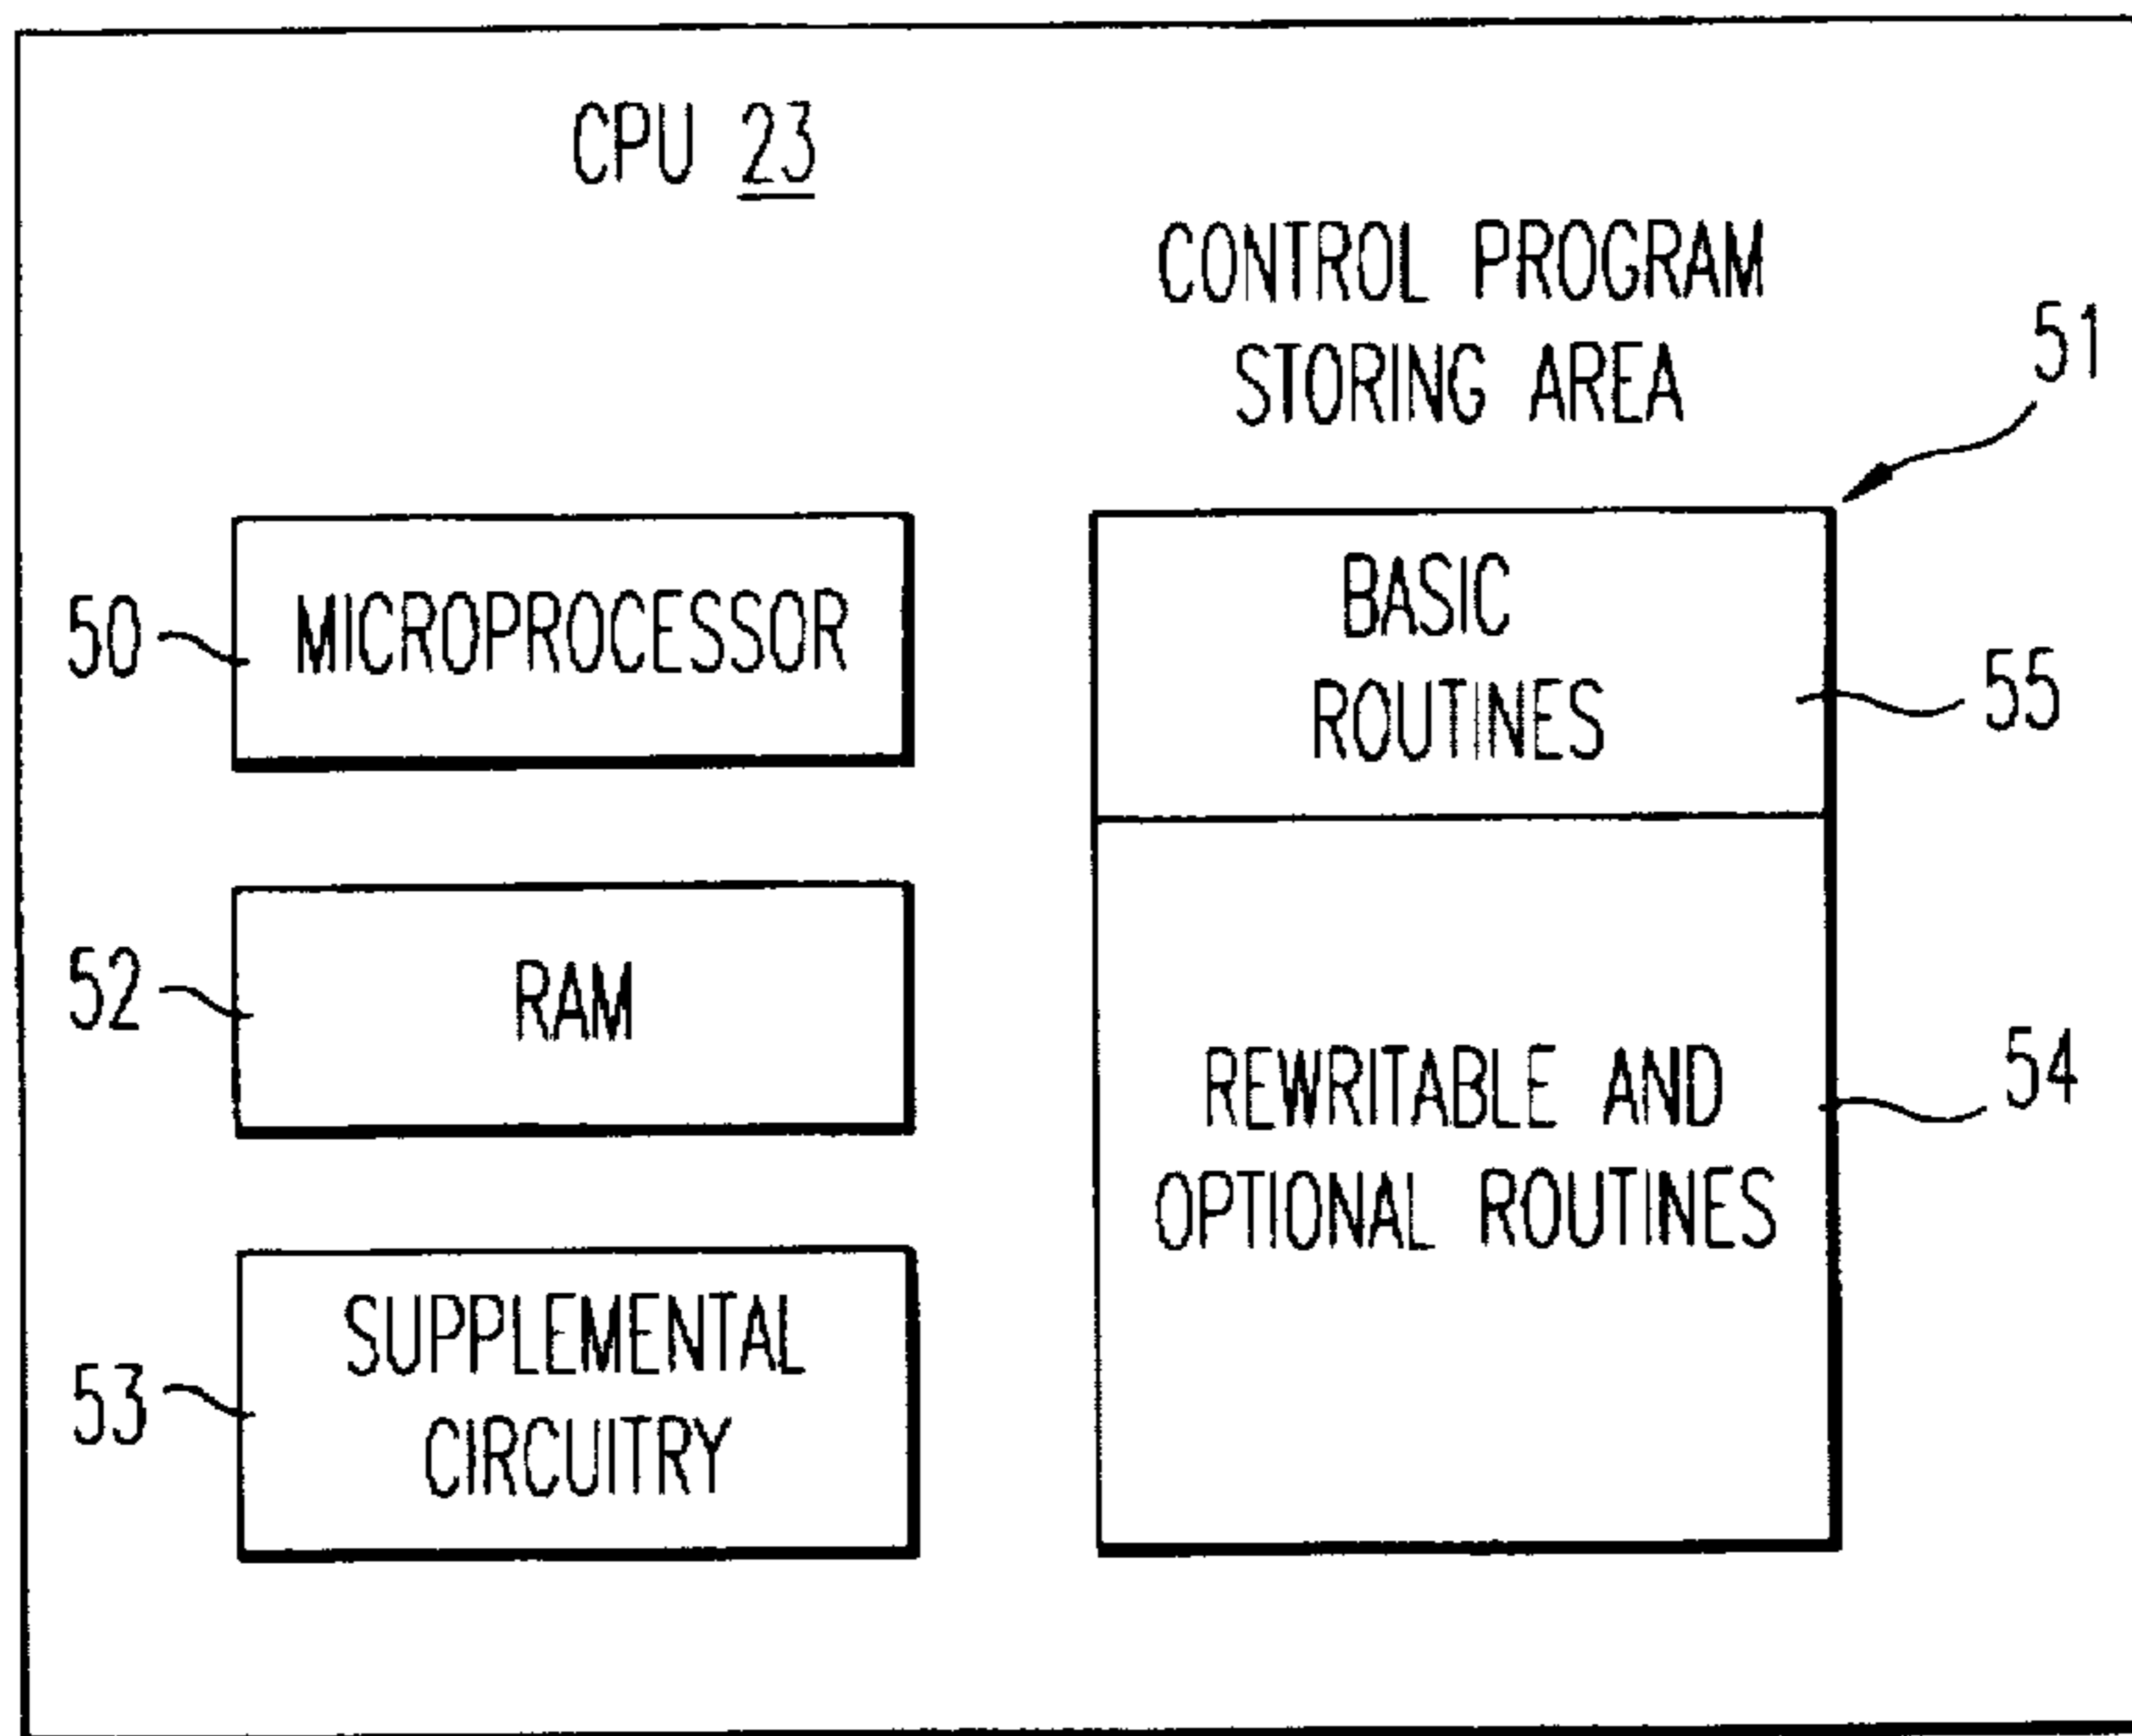 CPU 23
CONTROL PROGRAM
STORING AREA
51
50
MICROPROCESSOR
BASIC
ROUTINES
55
52
RAM
REWRITABLE AND
OPTIONAL ROUTINES
54
53
SUPPLEMENTAL
CIRCUITRY